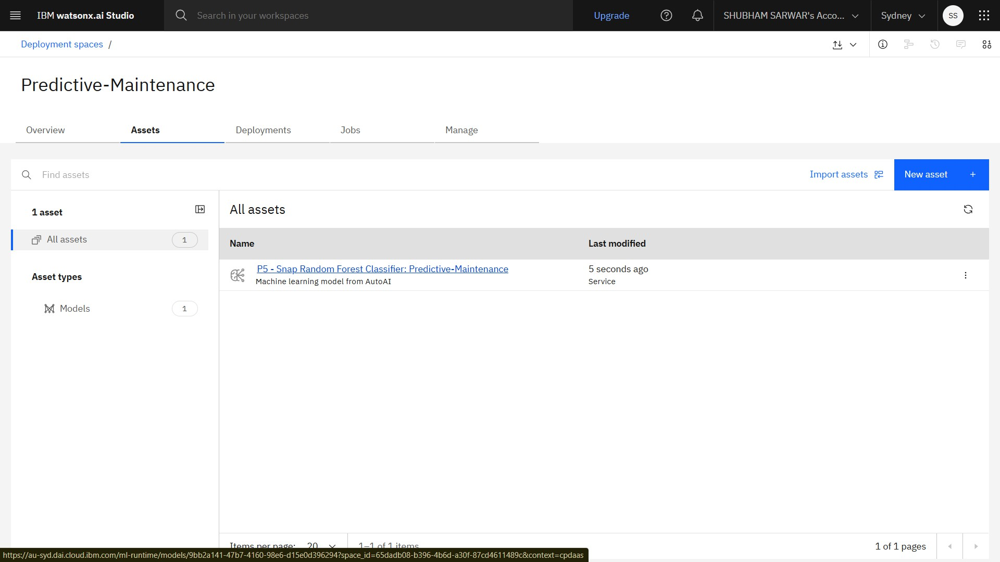 IBM watsonx.ai Studio
Search in your workspaces
Upgrade
SHUBHAM SARWAR's Acco...
Sydney
SS
Deployment spaces /
Predictive-Maintenance
Overview
Assets
Deployments
Jobs
Manage
Find assets
Import assets
New asset +
1 asset
All assets 1
Asset types
Models 1
All assets
Name Last modified
P5 - Snap Random Forest Classifier: Predictive-Maintenance 5 seconds ago
Machine learning model from AutoAI Service
Items per page: 20 1–1 of 1 items 1 of 1 pages
https://au-syd.dai.cloud.ibm.com/ml-runtime/models/9bb2a141-47b7-4160-98e6-d15e0d396294?space_id=65dadb08-b396-4b6d-a30f-87cd4611489c&context=cpdaas